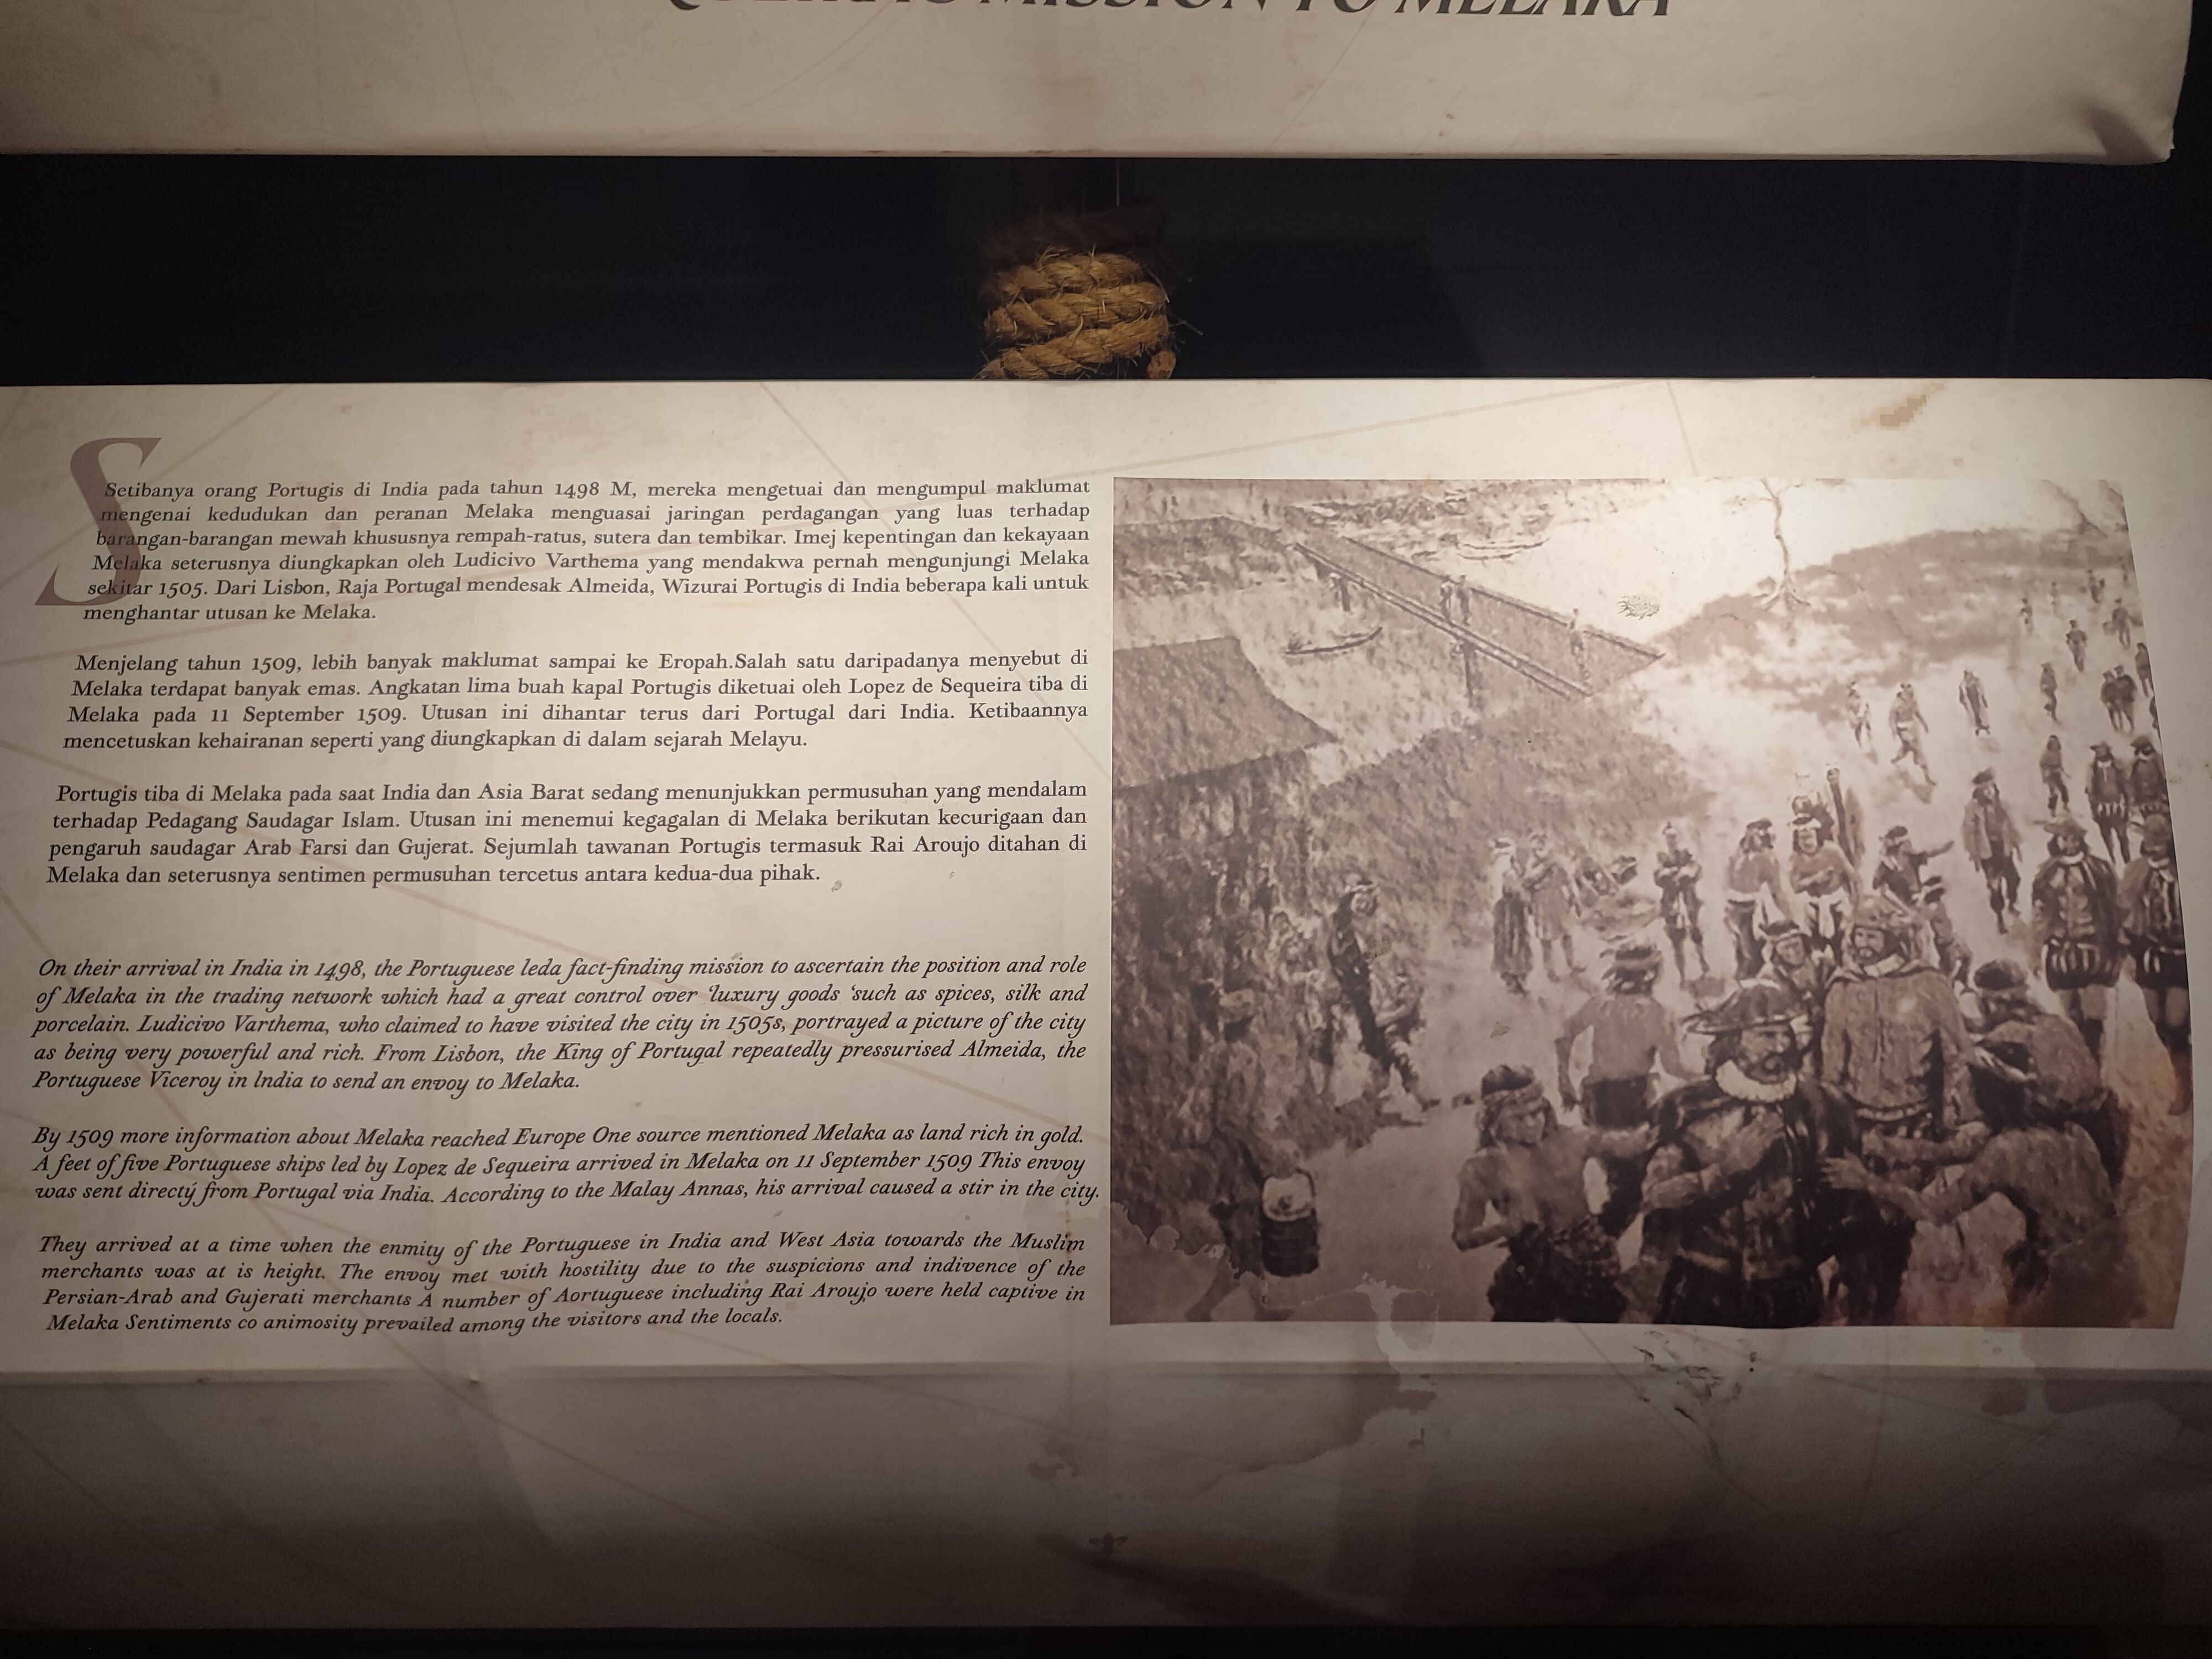 MISSION TO MELAKA
Setibanya orang Portugis di India pada tahun 1498 M, mereka mengetuai dan mengumpul maklumat
mengenai kedudukan dan peranan Melaka menguasai jaringan perdagangan yang luas terhadap
barangan-barangan mewah khususnya rempah-ratus, sutera dan tembikar. Imej kepentingan dan kekayaan
Melaka seterusnya diungkapkan oleh Ludicivo Varthema yang mendakwa pernah mengunjungi Melaka
sekitar 1505. Dari Lisbon, Raja Portugal mendesak Almeida, Wizurai Portugis di India beberapa kali untuk
menghantar utusan ke Melaka.
Menjelang tahun 1509, lebih banyak maklumat sampai ke Eropah.Salah satu daripadanya menyebut di
Melaka terdapat banyak emas. Angkatan lima buah kapal Portugis diketuai oleh Lopez de Sequeira tiba di
Melaka pada 11 September 1509. Utusan ini dihantar terus dari Portugal dari India. Ketibaannya
mencetuskan kehairanan seperti yang diungkapkan di dalam sejarah Melayu.
Portugis tiba di Melaka pada saat India dan Asia Barat sedang menunjukkan permusuhan yang mendalam
terhadap Pedagang Saudagar Islam. Utusan ini menemui kegagalan di Melaka berikutan kecurigaan dan
pengaruh saudagar Arab Farsi dan Gujerat. Sejumlah tawanan Portugis termasuk Rai Aroujo ditahan di
Melaka dan seterusnya sentimen permusuhan tercetus antara kedua-dua pihak.
On their arrival in India in 1498, the Portuguese leda fact-finding mission to ascertain the position and role
of Melaka in the trading network which had a great control over 'luxury goods 'such as spices, silk and
porcelain. Ludicivo Varthema, who claimed to have visited the city in 1505s, portrayed a picture of the city
as being very powerful and rich. From Lisbon, the King of Portugal repeatedly pressurised Almeida, the
Portuguese Viceroy in lndia to send an envoy to Melaka.
By 1509 more information about Melaka reached Europe One source mentioned Melaka as land rich in gold.
A feet of five Portuguese ships led by Lopez de Sequeira arrived in Melaka on 11 September 1509 This envoy
was sent directý from Portugal via India. According to the Malay Annas, his arrival caused a stir in the city.
They arrived at a time when the enmity of the Portuguese in India and West Asia towards the Muslim
merchants was at is height. The envoy met with hostility due to the suspicions and indivence of the
Persian-Arab and Gujerati merchants A number of Aortuguese including Rai Aroujo were held captive in
Melaka Sentiments co animosity prevailed among the visitors and the locals.